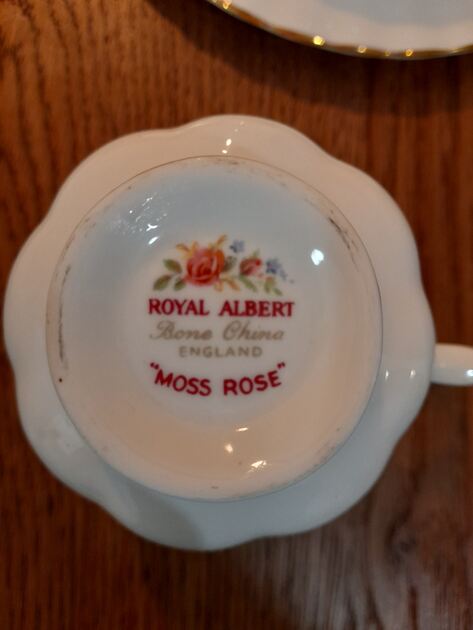 ROYAL ALBERT
Bone China
ENGLAND
"MOSS ROSE"